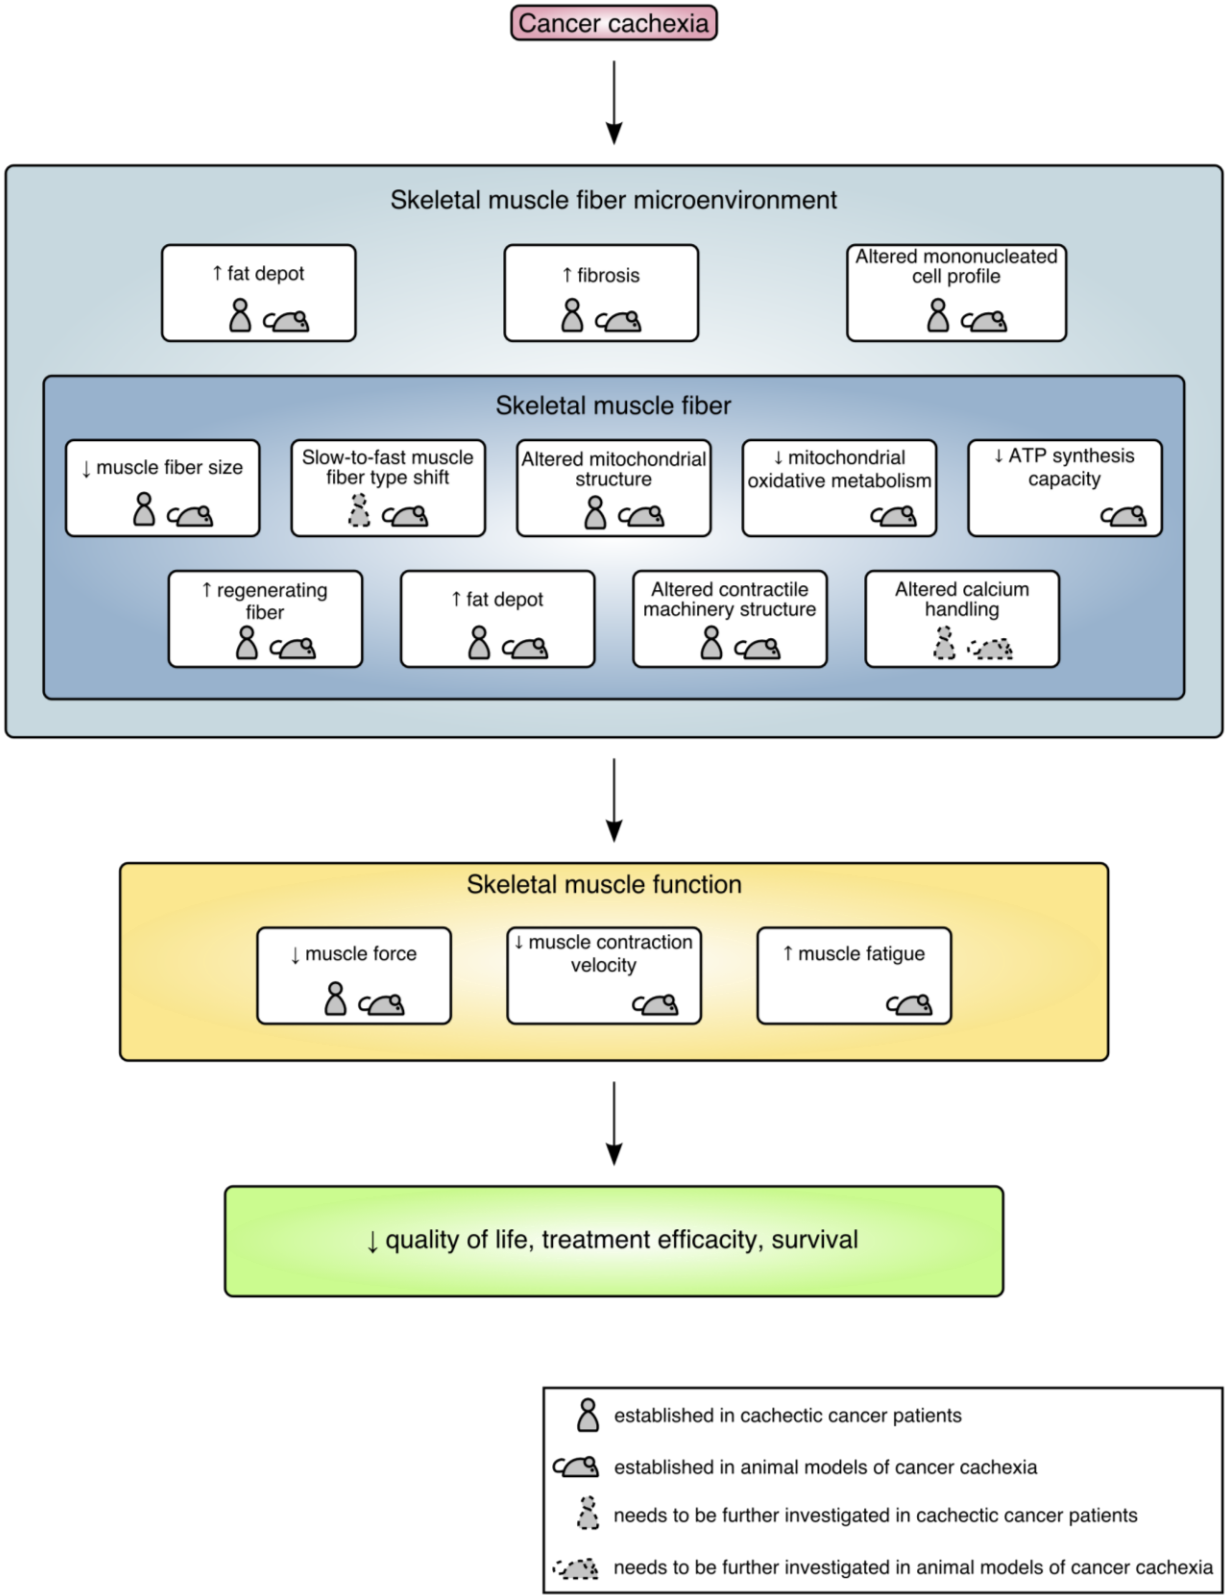 Cancer cachexia
Skeletal muscle fiber microenvironment
↑ fat depot
↑ fibrosis
Altered mononucleated
cell profile
Skeletal muscle fiber
↓ muscle fiber size
Slow-to-fast muscle
fiber type shift
Altered mitochondrial
structure
↓ mitochondrial
oxidative metabolism
↓ ATP synthesis
capacity
↑ regenerating
fiber
↑ fat depot
Altered contractile
machinery structure
Altered calcium
handling
Skeletal muscle function
↓ muscle force
↓ muscle contraction
velocity
↑ muscle fatigue
↓ quality of life, treatment efficacity, survival
established in cachectic cancer patients
established in animal models of cancer cachexia
needs to be further investigated in cachectic cancer patients
needs to be further investigated in animal models of cancer cachexia